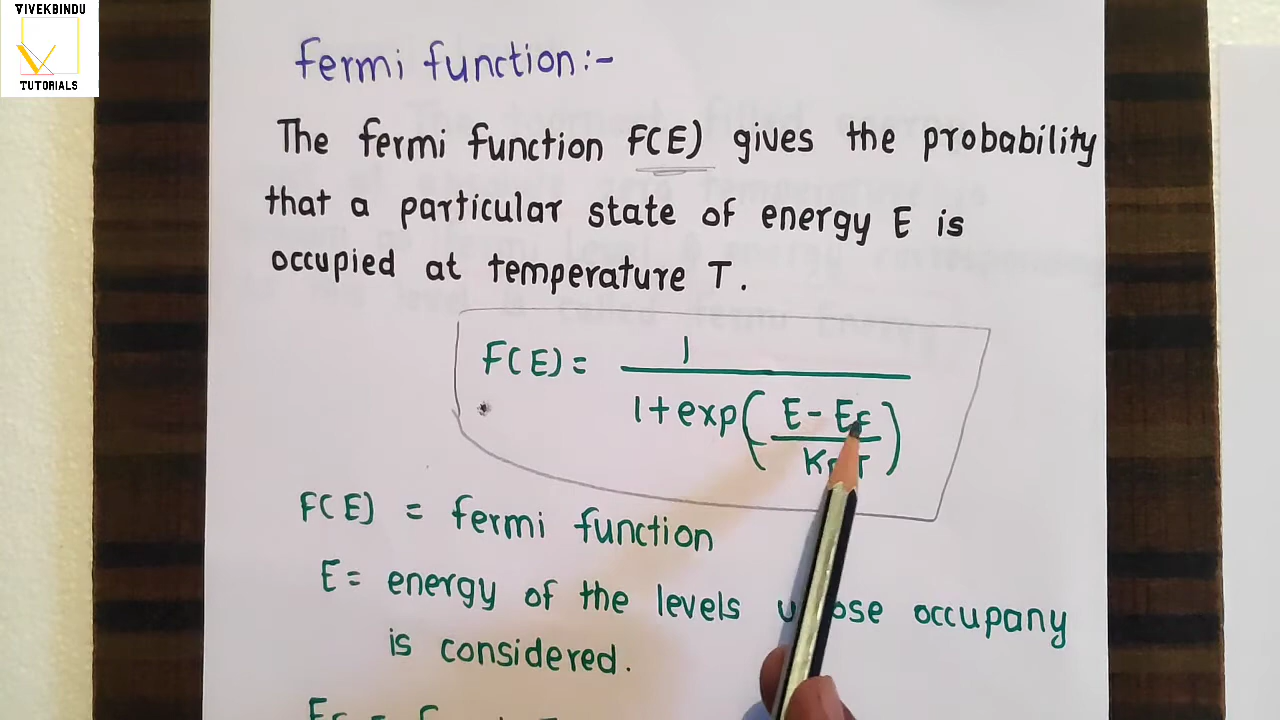 VIVEKBINDU
TUTORIALS
Fermi function:-
The fermi function F(E) gives the probability
that a particular state of energy E is
occupied at temperature T.
F(E) = 1
1+exp(E-EF
T)
F(E) = fermi function
E = energy of the levels occupany
is considered.